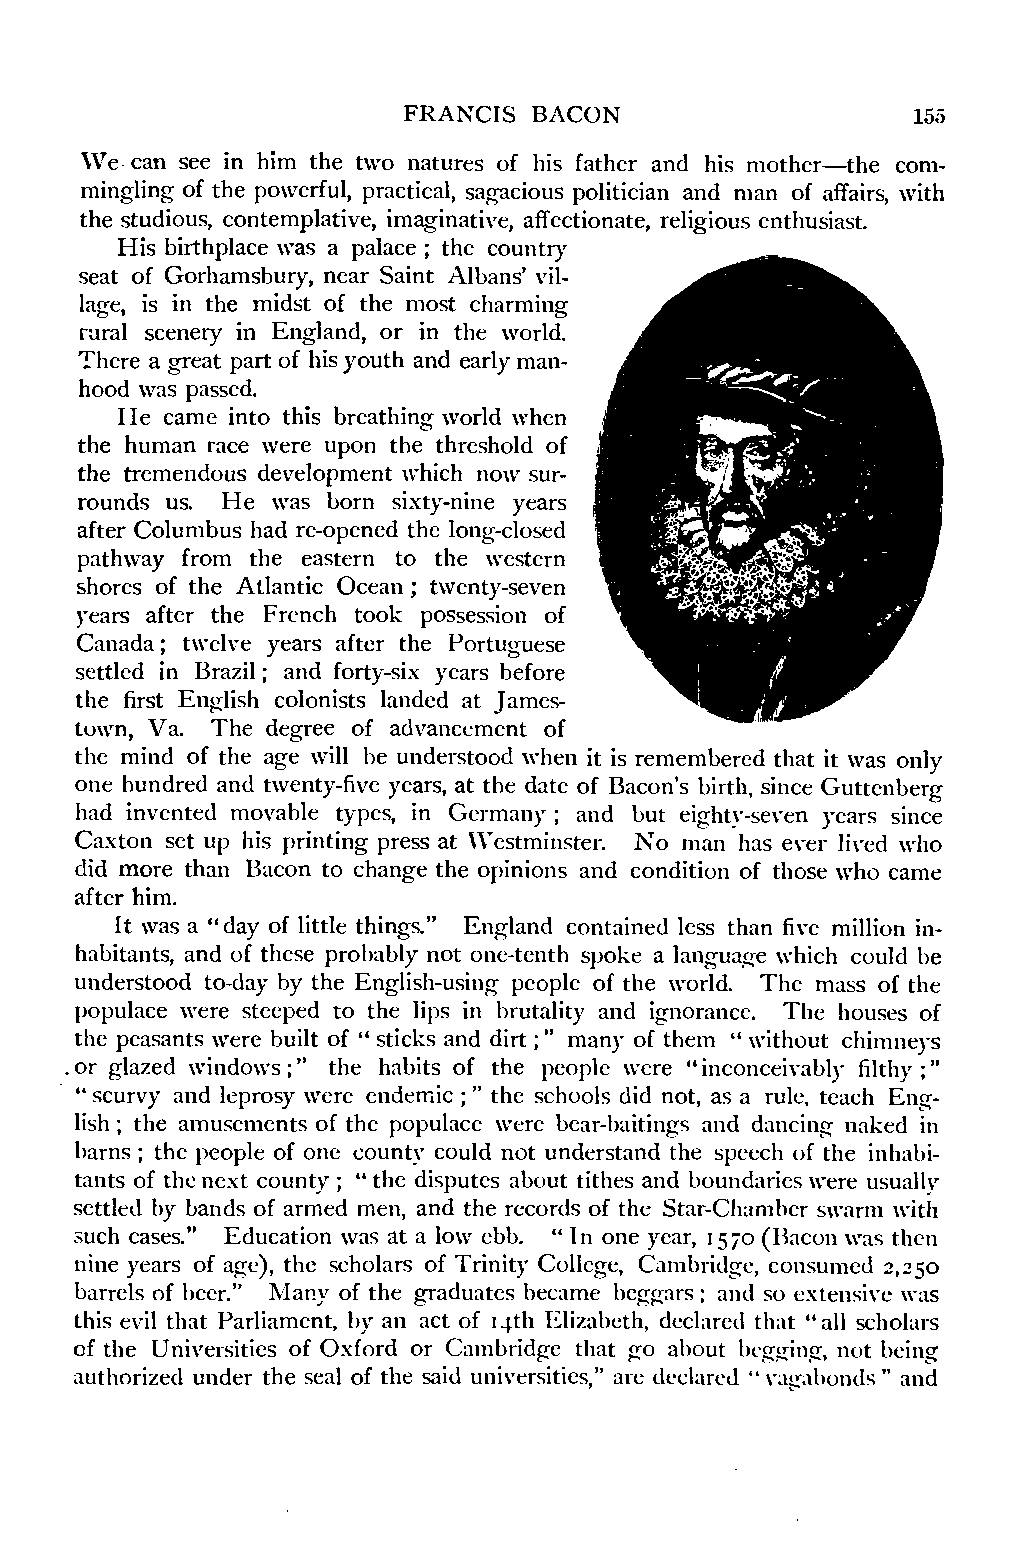 FRANCIS BACON 155
We can see in him the two natures of his father and his mother—the com-
mingling of the powerful, practical, sagacious politician and man of affairs, with
the studious, contemplative, imaginative, affectionate, religious enthusiast.
His birthplace was a palace ; the country
seat of Gorhamsbury, near Saint Albans' vil-
lage, is in the midst of the most charming
rural scenery in England, or in the world.
There a great part of his youth and early man-
hood was passed.
He came into this breathing world when
the human race were upon the threshold of
the tremendous development which now sur-
rounds us. He was born sixty-nine years
after Columbus had re-opened the long-closed
pathway from the eastern to the western
shores of the Atlantic Ocean ; twenty-seven
years after the French took possession of
Canada ; twelve years after the Portuguese
settled in Brazil ; and forty-six years before
the first English colonists landed at James-
town, Va. The degree of advancement of
the mind of the age will be understood when it is remembered that it was only
one hundred and twenty-five years, at the date of Bacon's birth, since Guttenberg
had invented movable types, in Germany ; and but eighty-seven years since
Caxton set up his printing press at Westminster. No man has ever lived who
did more than Bacon to change the opinions and condition of those who came
after him.
It was a "day of little things." England contained less than five million in-
habitants, and of these probably not one-tenth spoke a language which could be
understood to-day by the English-using people of the world. The mass of the
populace were steeped to the lips in brutality and ignorance. The houses of
the peasants were built of "sticks and dirt ;" many of them "without chimneys
or glazed windows ;" the habits of the people were "inconceivably filthy ;"
"scurvy and leprosy were endemic ;" the schools did not, as a rule, teach Eng-
lish ; the amusements of the populace were bear-baitings and dancing naked in
barns ; the people of one county could not understand the speech of the inhabi-
tants of the next county ; "the disputes about tithes and boundaries were usually
settled by bands of armed men, and the records of the Star-Chamber swarm with
such cases." Education was at a low ebb. "In one year, 1570 (Bacon was then
nine years of age), the scholars of Trinity College, Cambridge, consumed 2,250
barrels of beer." Many of the graduates became beggars ; and so extensive was
this evil that Parliament, by an act of 14th Elizabeth, declared that "all scholars
of the Universities of Oxford or Cambridge that go about begging, not being
authorized under the seal of the said universities," are declared "vagabonds" and